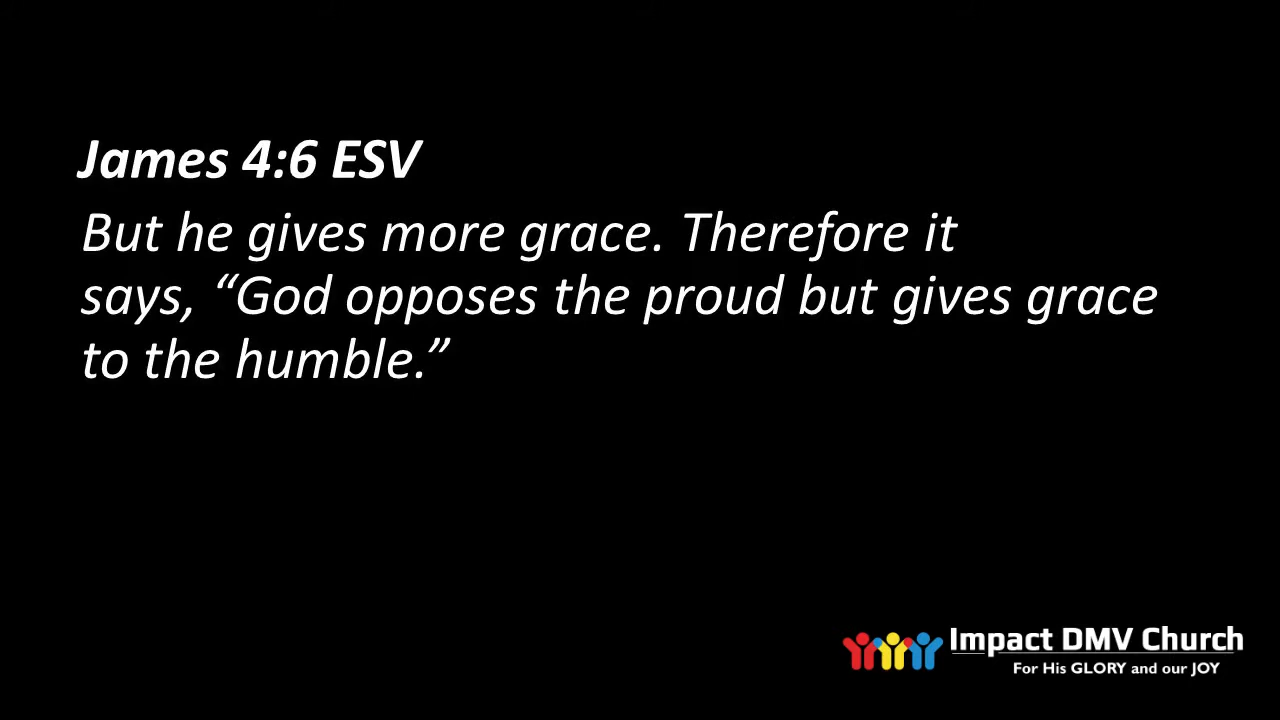 James 4:6 ESV
But he gives more grace. Therefore it
says, “God opposes the proud but gives grace
to the humble.”
Impact DMV Church
For His GLORY and our JOY